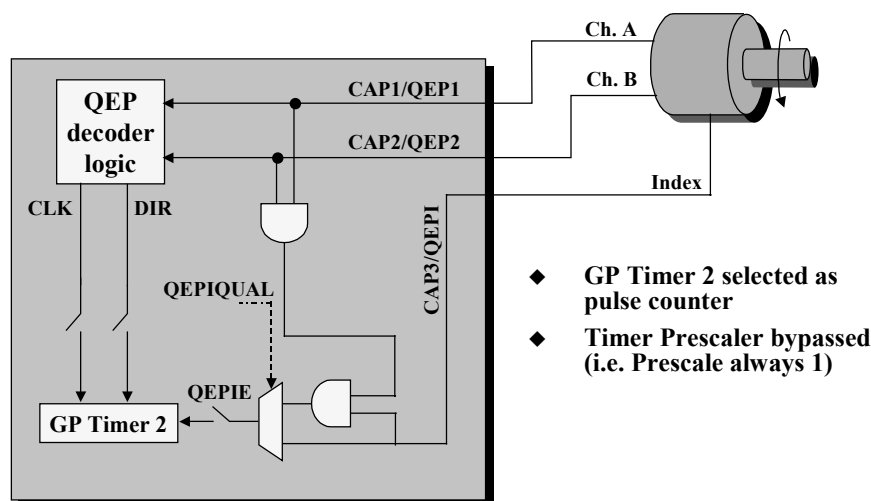 Ch. A
Ch. B
Index
CAP1/QEP1
CAP2/QEP2
CAP3/QEPI
QEP
decoder
logic
CLK
DIR
QEPIQUAL
QEPIE
GP Timer 2
◆ GP Timer 2 selected as
pulse counter
◆ Timer Prescaler bypassed
(i.e. Prescale always 1)